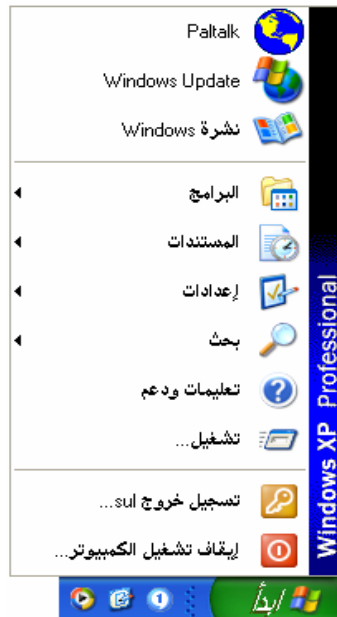 Paltalk
Windows Update
نشرة Windows
البرامج
المستندات
إعدادات
بحث
تعليمات ودعم
تشغيل...
تسجيل خروج sul...
إيقاف تشغيل الكمبيوتر...
Windows XP Professional
ابدأ
1